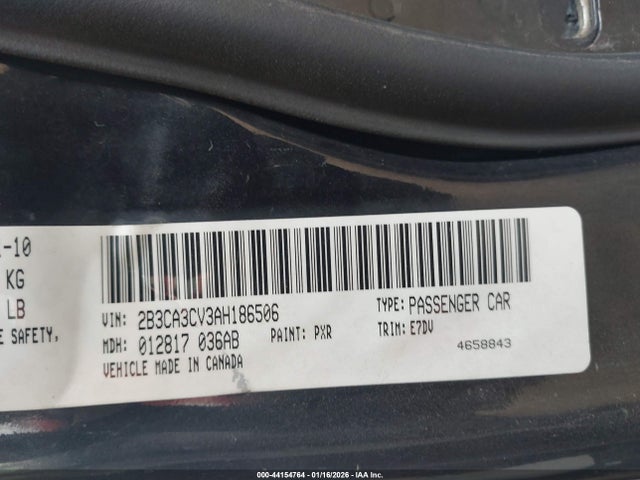 -10
KG
LB
E SAFETY,
VIN: 2B3CA3CV3AH186506
TYPE: PASSENGER CAR
MDH: 012817 036AB
PAINT: PXR
TRIM: E7DV
VEHICLE MADE IN CANADA
4658843
000-44154764 - 01/16/2026 - IAA Inc.